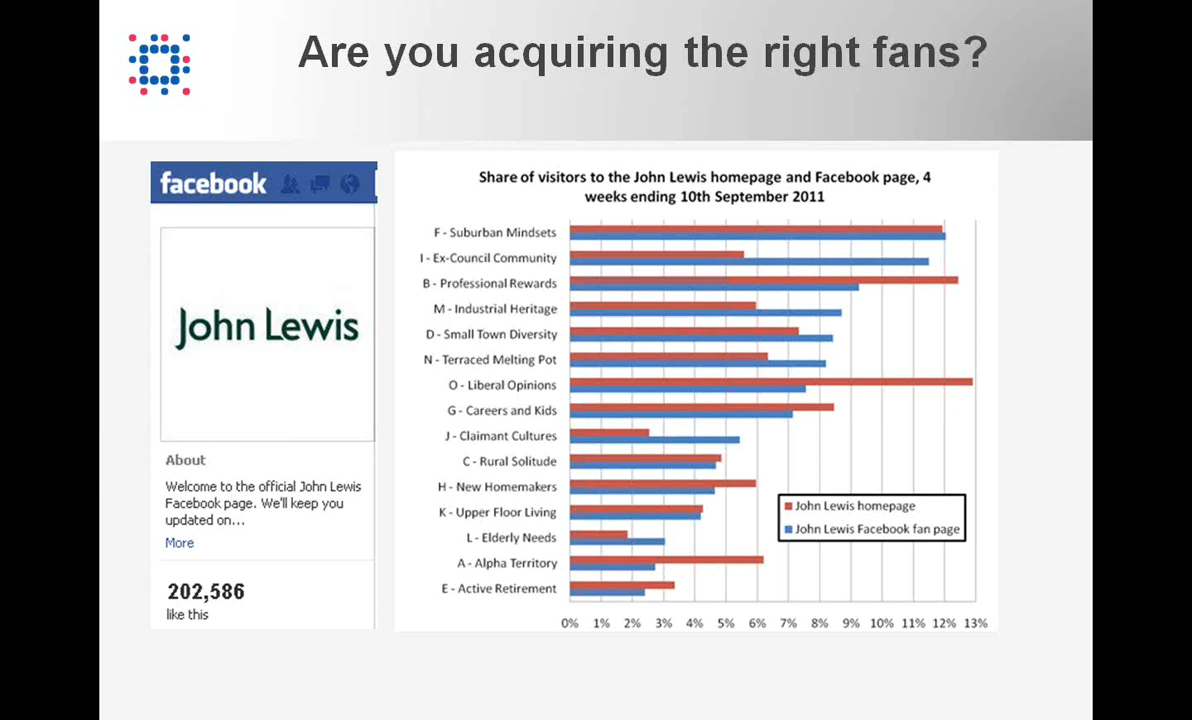 Are you acquiring the right fans?
facebook
John Lewis
About
Welcome to the official John Lewis
Facebook page. We'll keep you
updated on...
More
202,586
like this
Share of visitors to the John Lewis homepage and Facebook page, 4
weeks ending 10th September 2011
F - Suburban Mindsets
I - Ex-Council Community
B - Professional Rewards
M - Industrial Heritage
D - Small Town Diversity
N - Terraced Melting Pot
O - Liberal Opinions
G - Careers and Kids
J - Claimant Cultures
C - Rural Solitude
H - New Homemakers
K - Upper Floor Living
L - Elderly Needs
A - Alpha Territory
E - Active Retirement
John Lewis homepage
John Lewis Facebook fan page
0% 1% 2% 3% 4% 5% 6% 7% 8% 9% 10% 11% 12% 13%